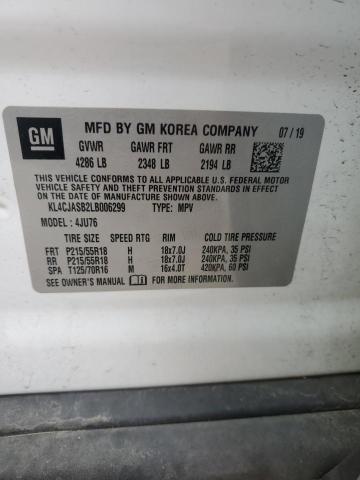 GM
MFD BY GM KOREA COMPANY 07/19
GVWR GAWR FRT GAWR RR
4286 LB 2348 LB 2194 LB
THIS VEHICLE CONFORMS TO ALL APPLICABLE U.S. FEDERAL MOTOR
VEHICLE SAFETY, BUMPER, AND THEFT PREVENTION STANDARDS
IN EFFECT ON THE DATE OF MANUFACTURE SHOWN ABOVE.
KL4CJASB2LB006299 TYPE: MPV
MODEL: 4JU76
TIRE SIZE SPEED RTG RIM COLD TIRE PRESSURE
FRT P215/55R18 H 18x7.0J 240KPA, 35 PSI
RR P215/55R18 H 18x7.0J 240KPA, 35 PSI
SPA T125/70R16 M 16x4.0T 420KPA, 60 PSI
SEE OWNER'S MANUAL FOR MORE INFORMATION.